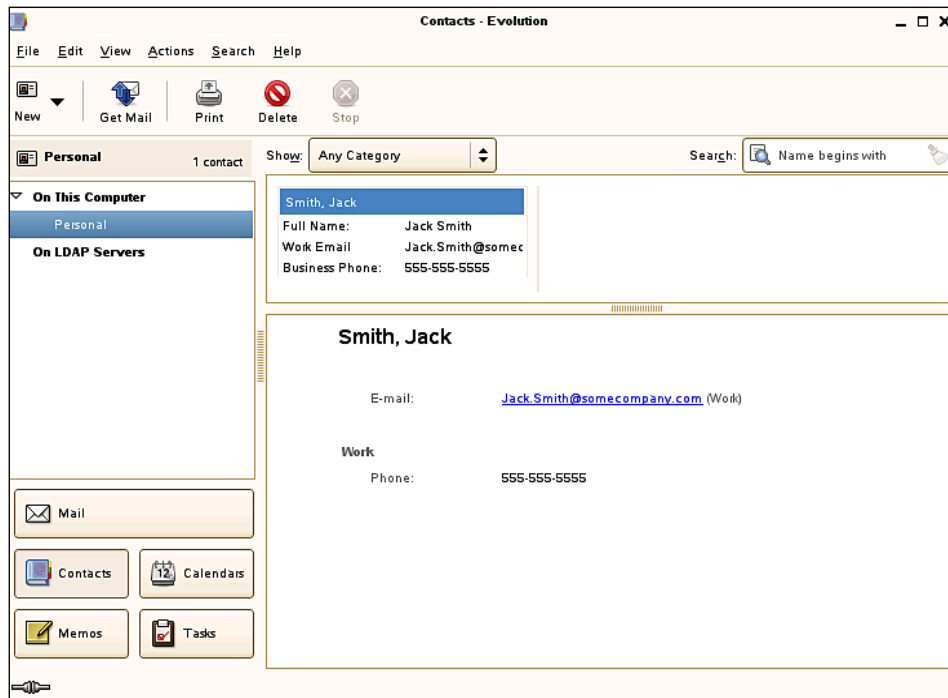 Contacts - Evolution
File Edit View Actions Search Help
New Get Mail Print Delete Stop
Personal 1 contact Show: Any Category Search: Name begins with
On This Computer
Personal
On LDAP Servers
Smith, Jack
Full Name: Jack Smith
Work Email Jack.Smith@somec
Business Phone: 555-555-5555
Smith, Jack
E-mail: Jack.Smith@somecompany.com (Work)
Work
Phone: 555-555-5555
Mail
Contacts 12 Calendars
Memos Tasks